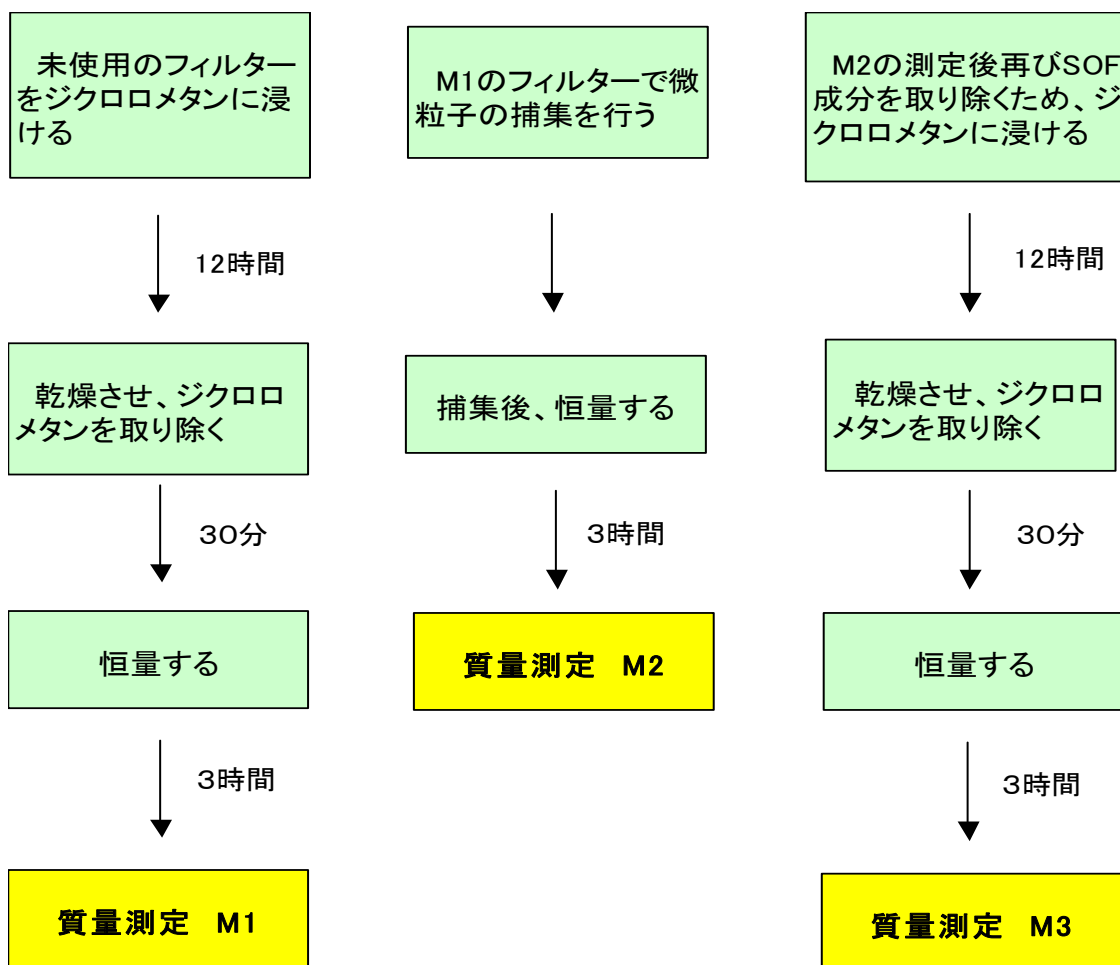 未使用のフィルター
をジクロロメタンに浸
ける
12時間
乾燥させ、ジクロロ
メタンを取り除く
30分
恒量する
3時間
質量測定 M1
M1のフィルターで微
粒子の捕集を行う
捕集後、恒量する
3時間
質量測定 M2
M2の測定後再びSOF
成分を取り除くため、ジ
クロロメタンに浸ける
12時間
乾燥させ、ジクロロ
メタンを取り除く
30分
恒量する
3時間
質量測定 M3